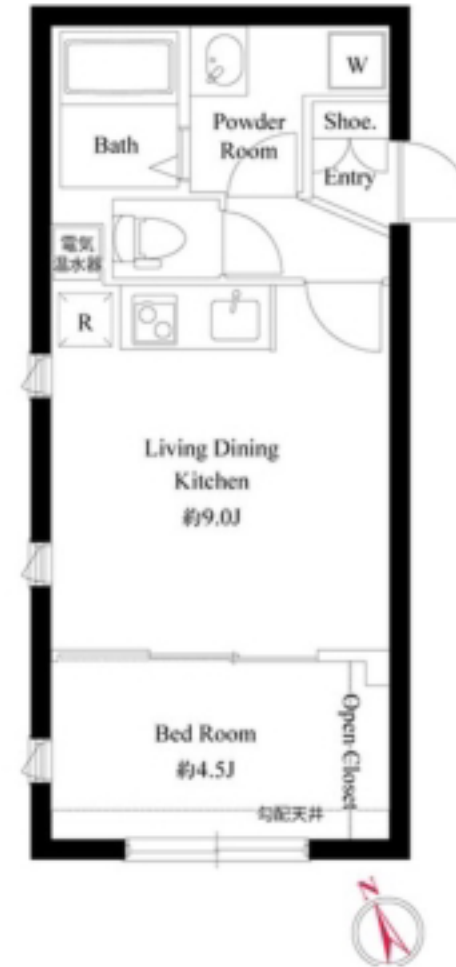 W
Bath
Powder
Room
Shoe.
Entry
電気
温水器
R
Living Dining
Kitchen
約9.0J
Bed Room
約4.5J
Open Closet
勾配天井
N